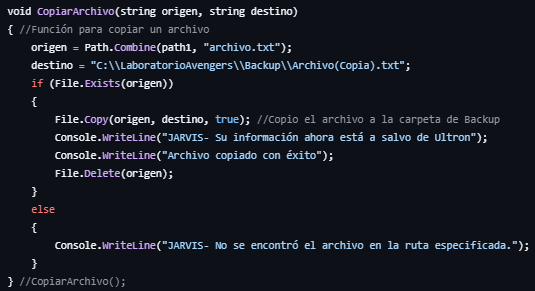 void CopiarArchivo(string origen, string destino)
{ //Función para copiar un archivo
    origen = Path.Combine(path1, "archivo.txt");
    destino = "C:\\LaboratorioAvengers\\Backup\\Archivo(Copia).txt";
    if (File.Exists(origen))
    {
        File.Copy(origen, destino, true); //Copio el archivo a la carpeta de Backup
        Console.WriteLine("JARVIS- Su información ahora está a salvo de Ultron");
        Console.WriteLine("Archivo copiado con éxito");
        File.Delete(origen);
    }
    else
    {
        Console.WriteLine("JARVIS- No se encontró el archivo en la ruta especificada.");
    }
} //CopiarArchivo();